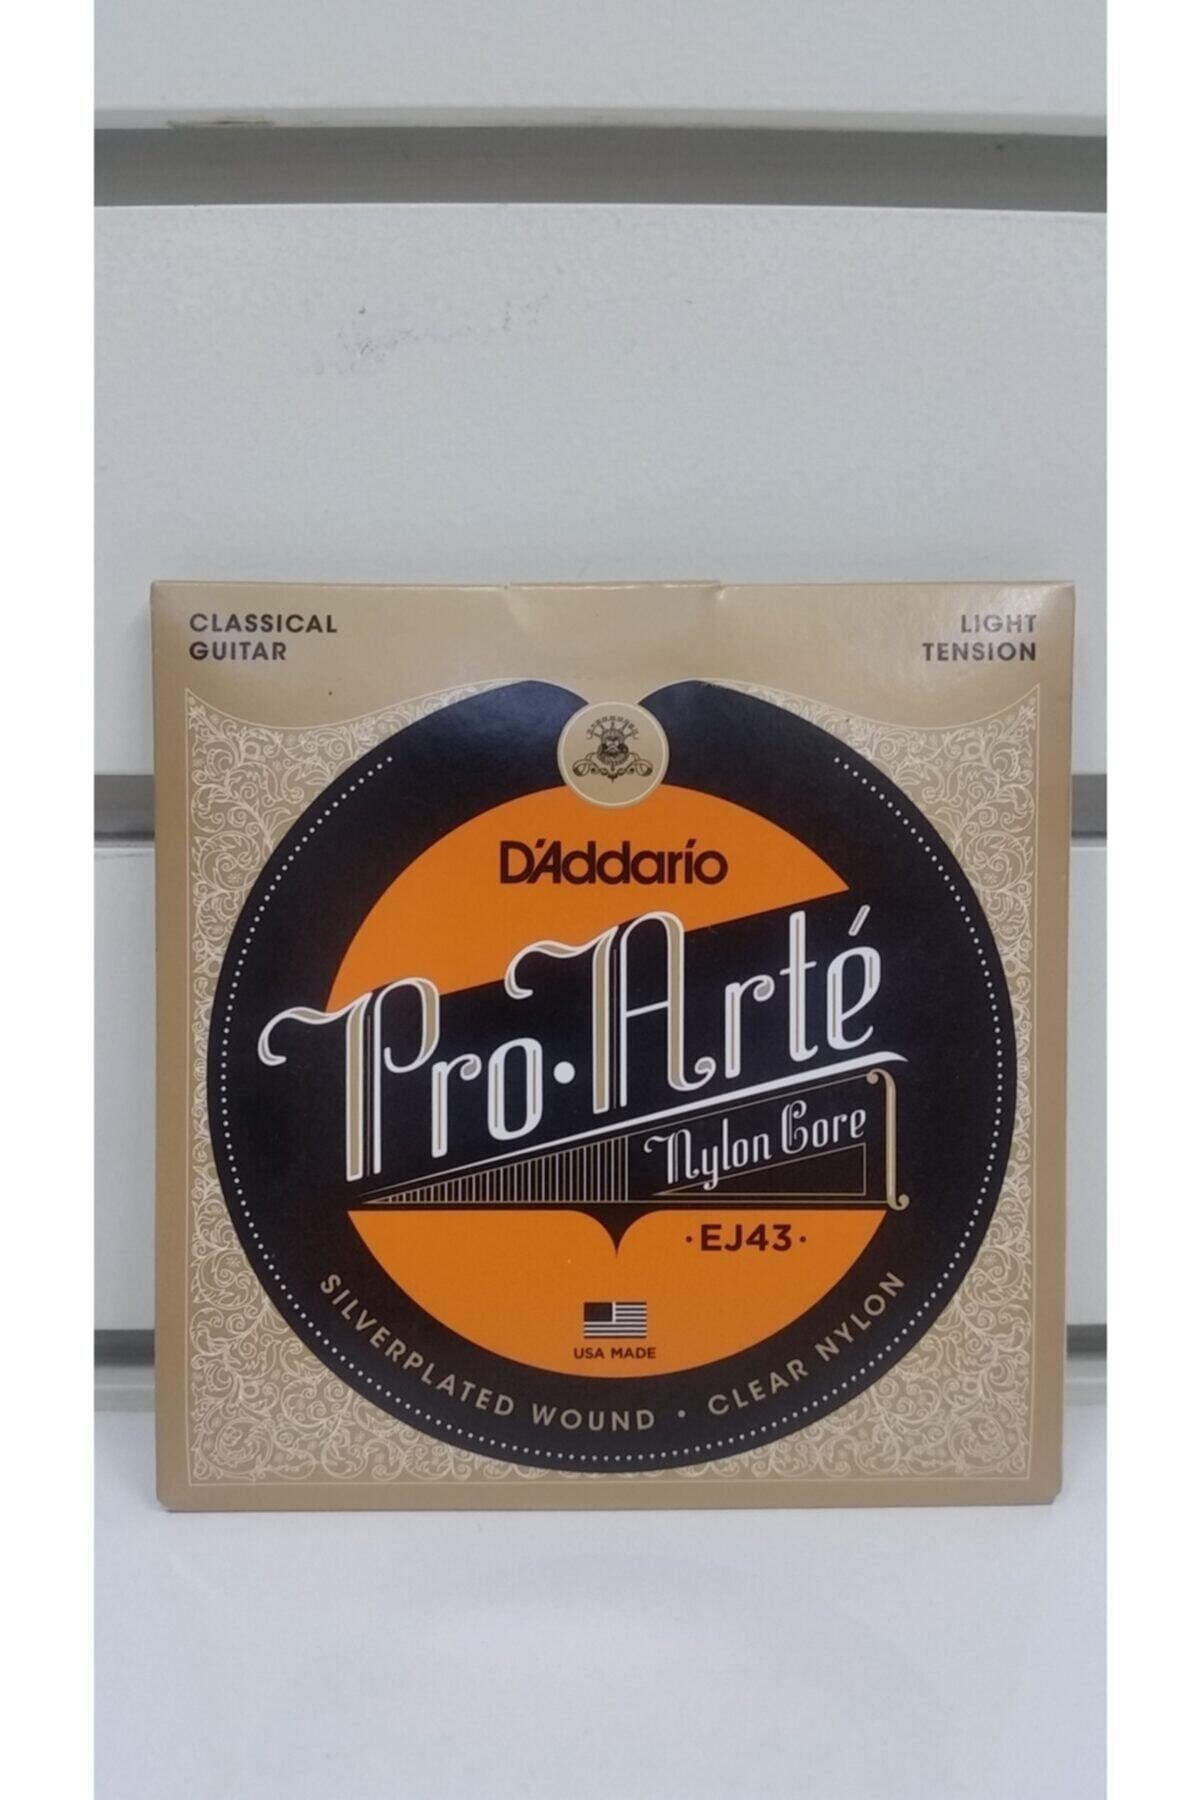 CLASSICAL
GUITAR
LIGHT
TENSION
D'Addario
Pro·Arté
Nylon Core
·EJ43·
USA MADE
SILVERPLATED WOUND · CLEAR NYLON